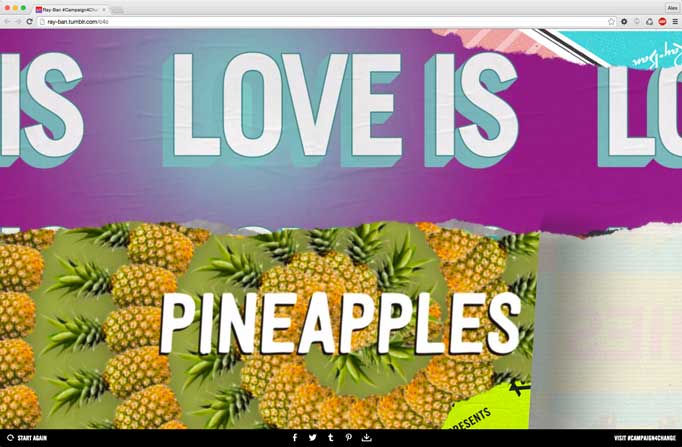 Ray-Ban #Campaign4Chan
Alex
ray-ban.tumblr.com/c4c
Ray-Ban
IS LOVE IS LO
PINEAPPLES
PRESENTS
START AGAIN
VISIT #CAMPAIGN4CHANGE